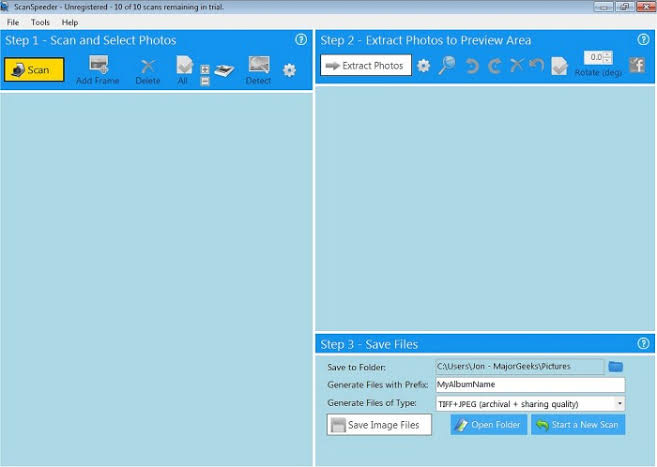 ScanSpeeder - Unregistered - 10 of 10 scans remaining in trial.
File Tools Help
Step 1 - Scan and Select Photos
Scan
Add Frame
Delete
All
Detect
Step 2 - Extract Photos to Preview Area
Extract Photos
0.0
Rotate (deg)
Step 3 - Save Files
Save to Folder: C:\Users\Jon - MajorGeeks\Pictures
Generate Files with Prefix: MyAlbumName
Generate Files of Type: TIFF+JPEG (archival + sharing quality)
Save Image Files
Open Folder
Start a New Scan